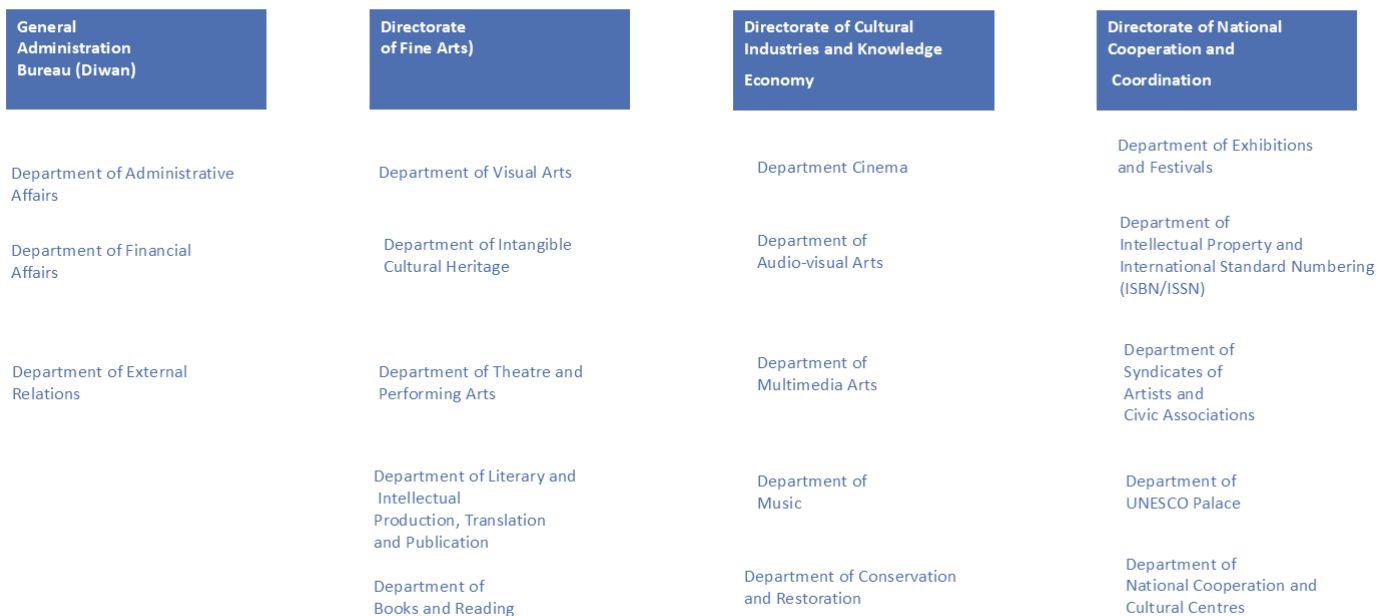 General
Administration
Bureau (Diwan)
Department of Administrative
Affairs
Department of Financial
Affairs
Department of External
Relations
Directorate
of Fine Arts)
Department of Visual Arts
Department of Intangible
Cultural Heritage
Department of Theatre and
Performing Arts
Department of Literary and
Intellectual
Production, Translation
and Publication
Department of
Books and Reading
Directorate of Cultural
Industries and Knowledge
Economy
Department Cinema
Department of
Audio-visual Arts
Department of
Multimedia Arts
Department of
Music
Department of Conservation
and Restoration
Directorate of National
Cooperation and
Coordination
Department of Exhibitions
and Festivals
Department of
Intellectual Property and
International Standard Numbering
(ISBN/ISSN)
Department of
Syndicates of
Artists and
Civic Associations
Department of
UNESCO Palace
Department of
National Cooperation and
Cultural Centres